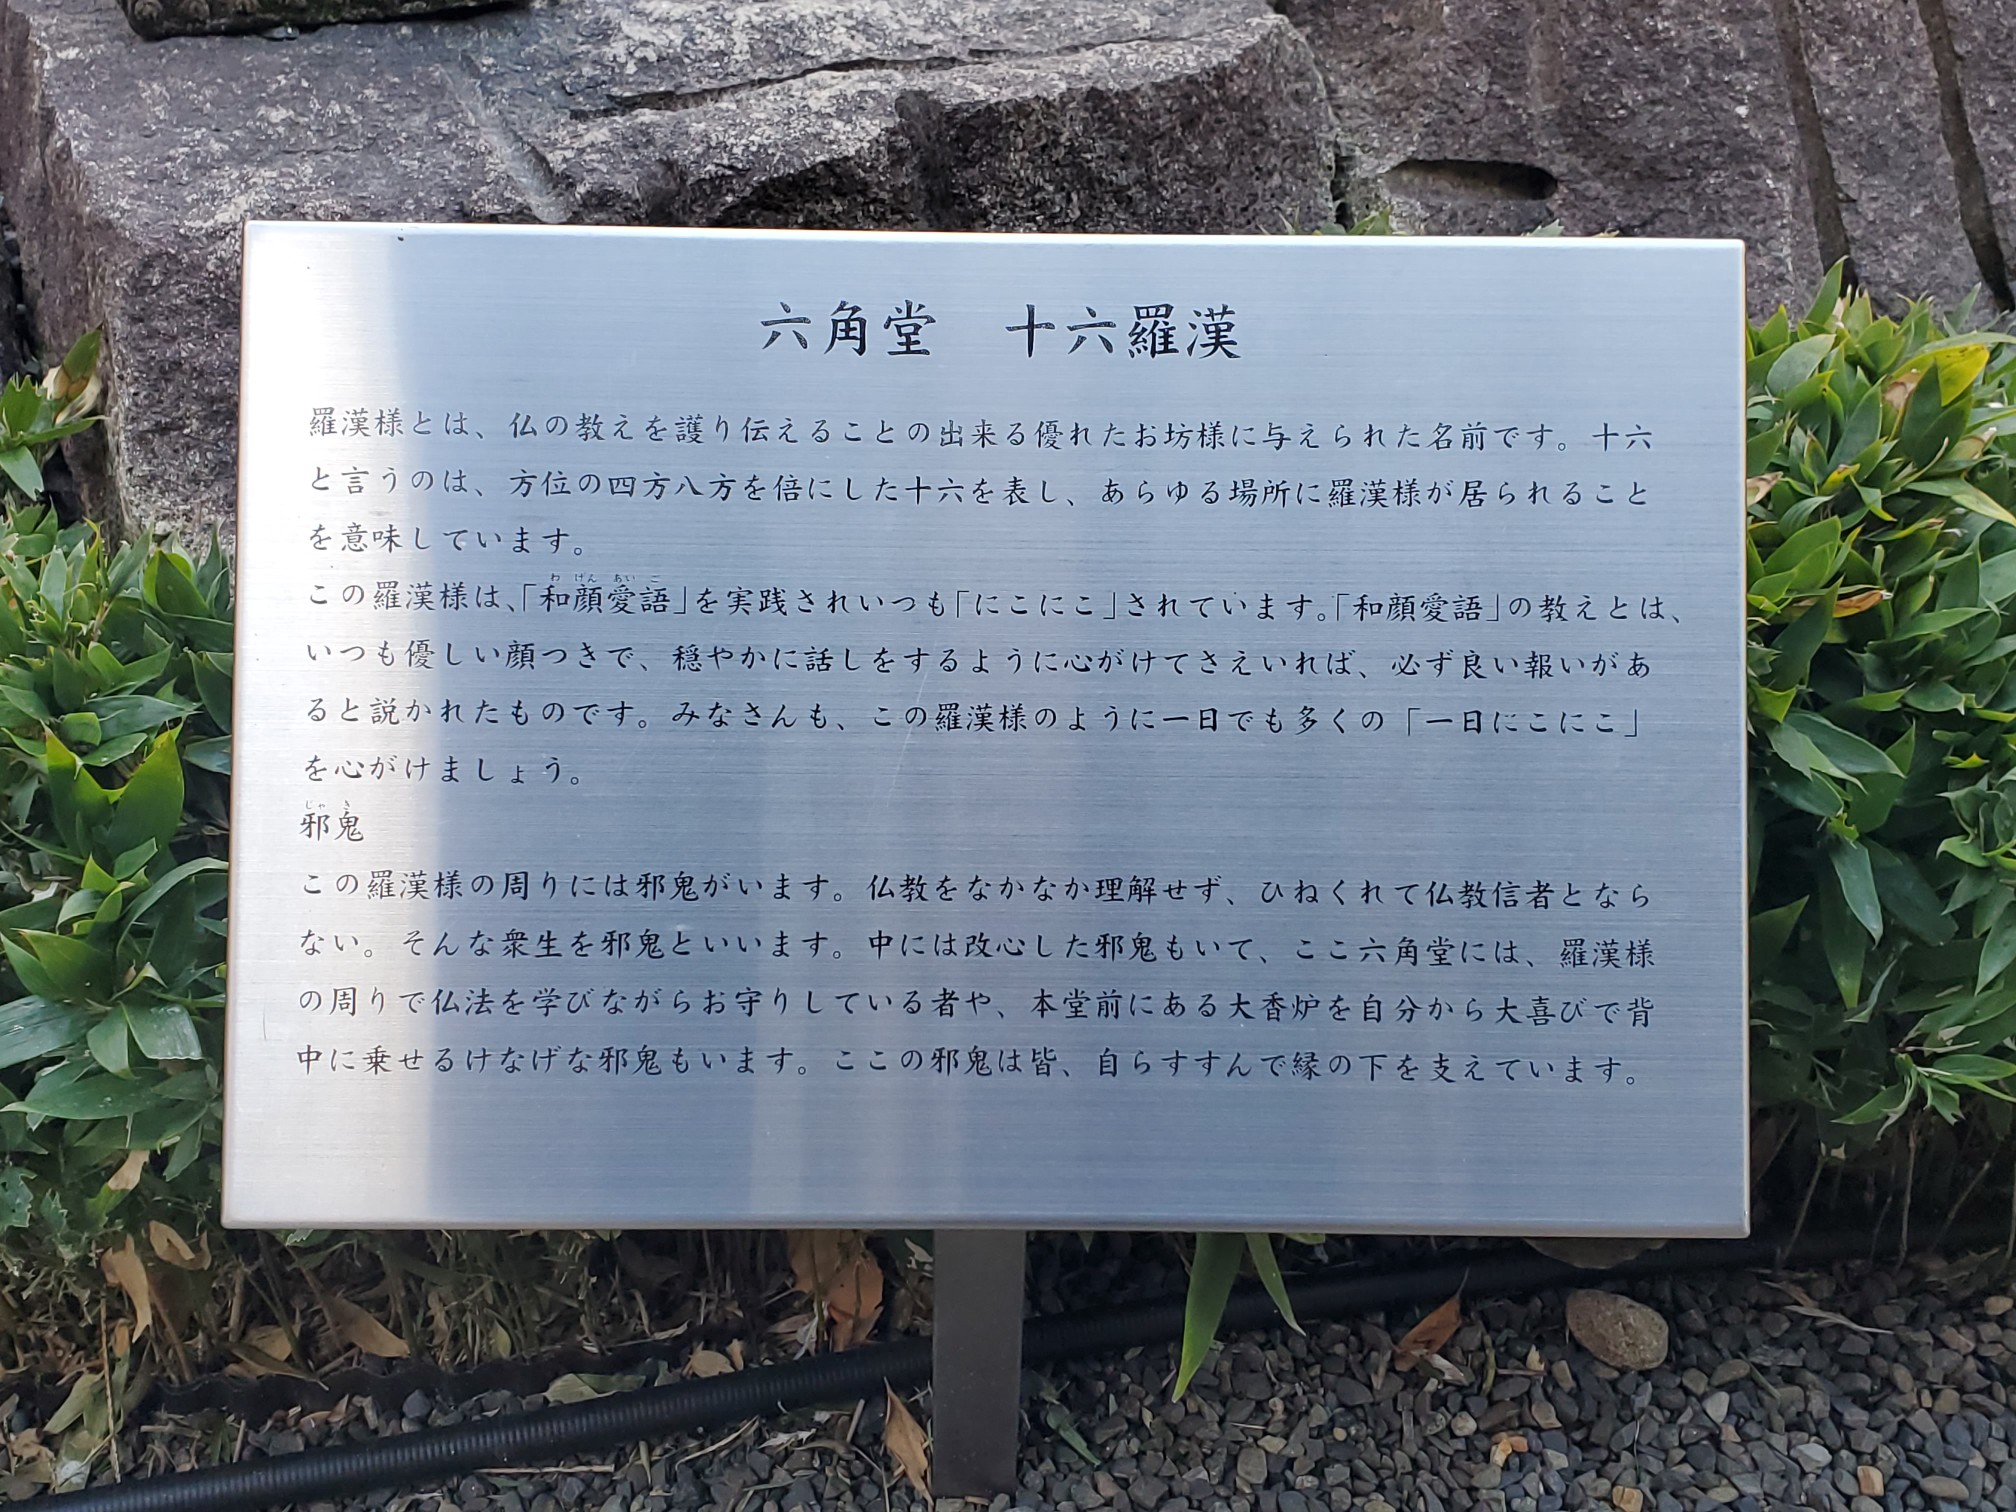 六角堂　十六羅漢
羅漢様とは、仏の教えを護り伝えることの出来る優れたお坊様に与えられた名前です。十六
と言うのは、方位の四方八方を倍にした十六を表し、あらゆる場所に羅漢様が居られること
を意味しています。
わ げん あい ご
この羅漢様は、「和顔愛語」を実践されいつも「にこにこ」されています。「和顔愛語」の教えとは、
いつも優しい顔つきで、穏やかに話しをするように心がけてさえいれば、必ず良い報いがあ
ると説かれたものです。みなさんも、この羅漢様のように一日でも多くの「一日にこにこ」
を心がけましょう。
じゃ き
邪鬼
この羅漢様の周りには邪鬼がいます。仏教をなかなか理解せず、ひねくれて仏教信者となら
ない。そんな衆生を邪鬼といいます。中には改心した邪鬼もいて、ここ六角堂には、羅漢様
の周りで仏法を学びながらお守りしている者や、本堂前にある大香炉を自分から大喜びで背
中に乗せるけなげな邪鬼もいます。ここの邪鬼は皆、自らすすんで縁の下を支えています。